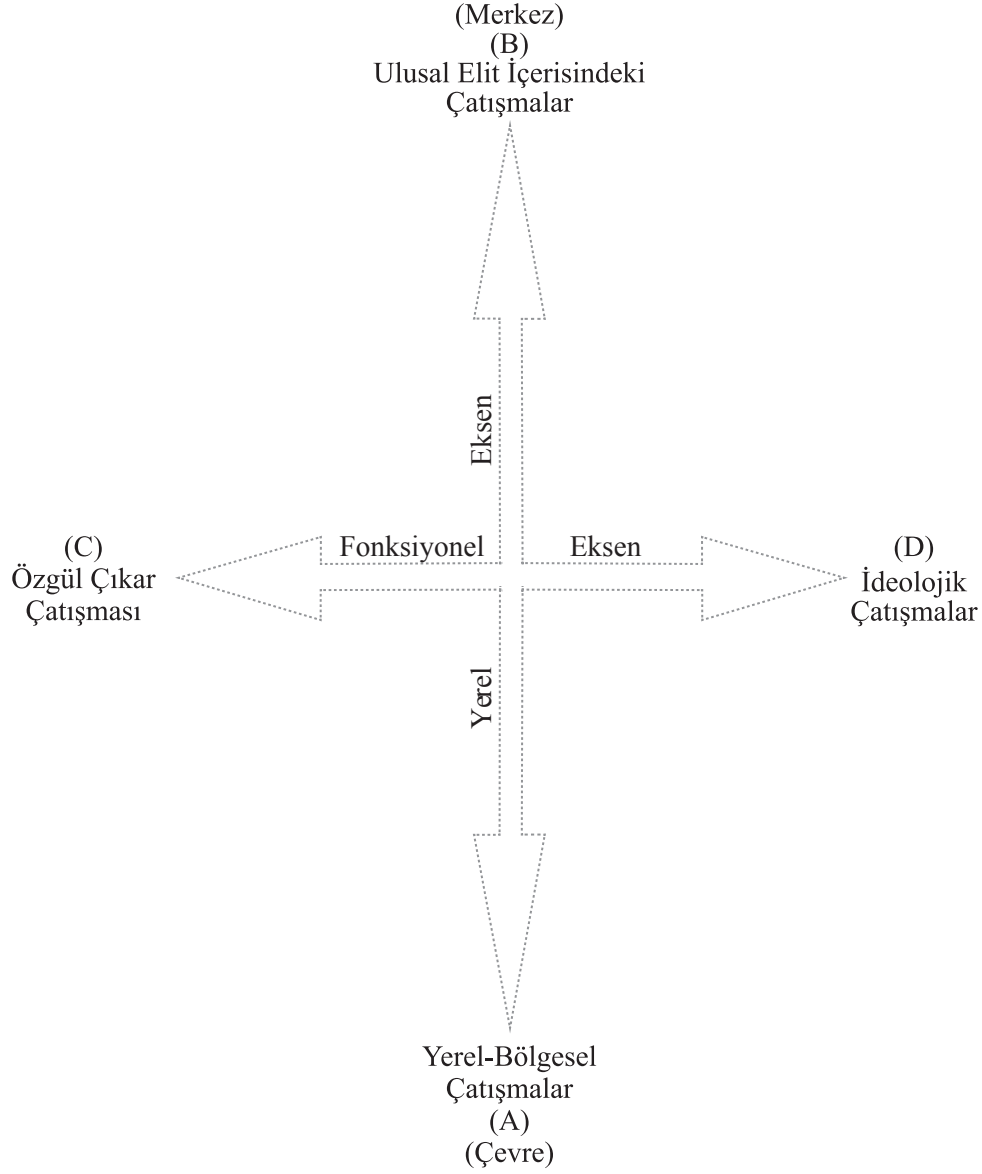 (Merkez)
(B)
Ulusal Elit İçerisindeki
Çatışmalar
Eksen
(C)
Özgül Çıkar
Çatışması
Fonksiyonel
Eksen
(D)
İdeolojik
Çatışmalar
Yerel
Yerel-Bölgesel
Çatışmalar
(A)
(Çevre)